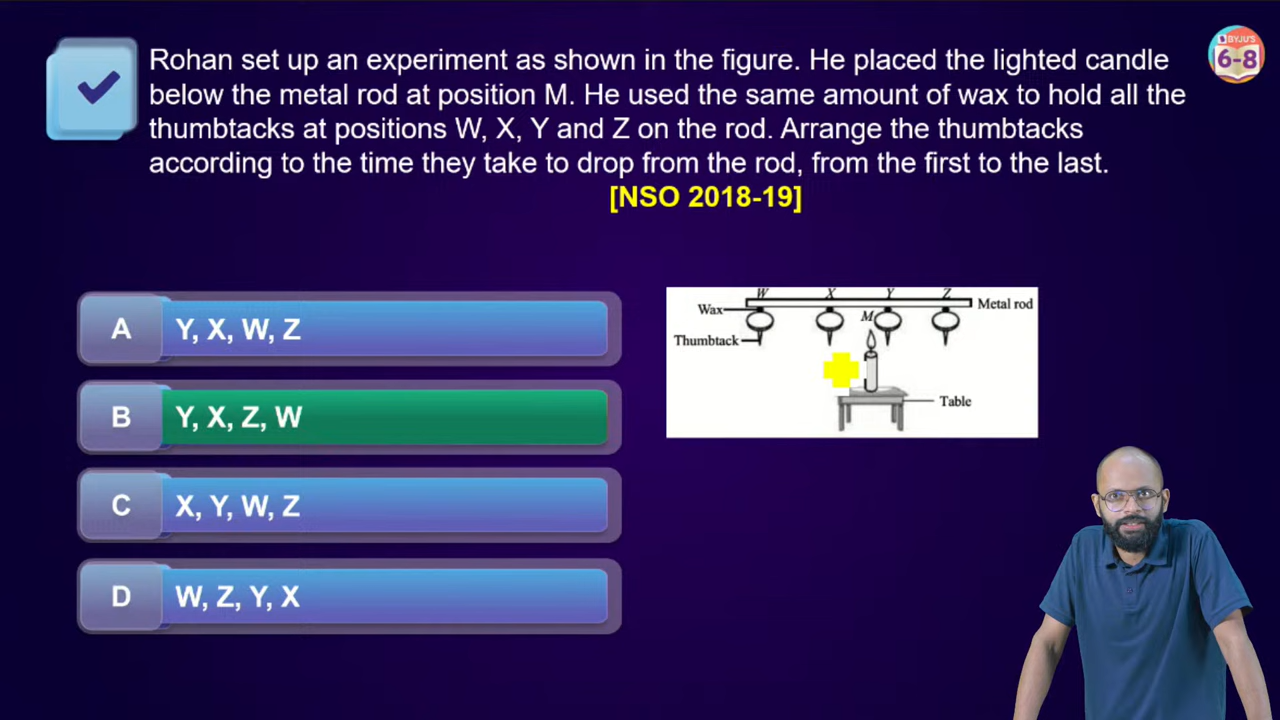 Rohan set up an experiment as shown in the figure. He placed the lighted candle
below the metal rod at position M. He used the same amount of wax to hold all the
thumbtacks at positions W, X, Y and Z on the rod. Arrange the thumbtacks
according to the time they take to drop from the rod, from the first to the last.
[NSO 2018-19]
BYJU'S
6-8
A
Y, X, W, Z
B
Y, X, Z, W
C
X, Y, W, Z
D
W, Z, Y, X
W X Y Z
Metal rod
Wax
M
Thumbtack
Table